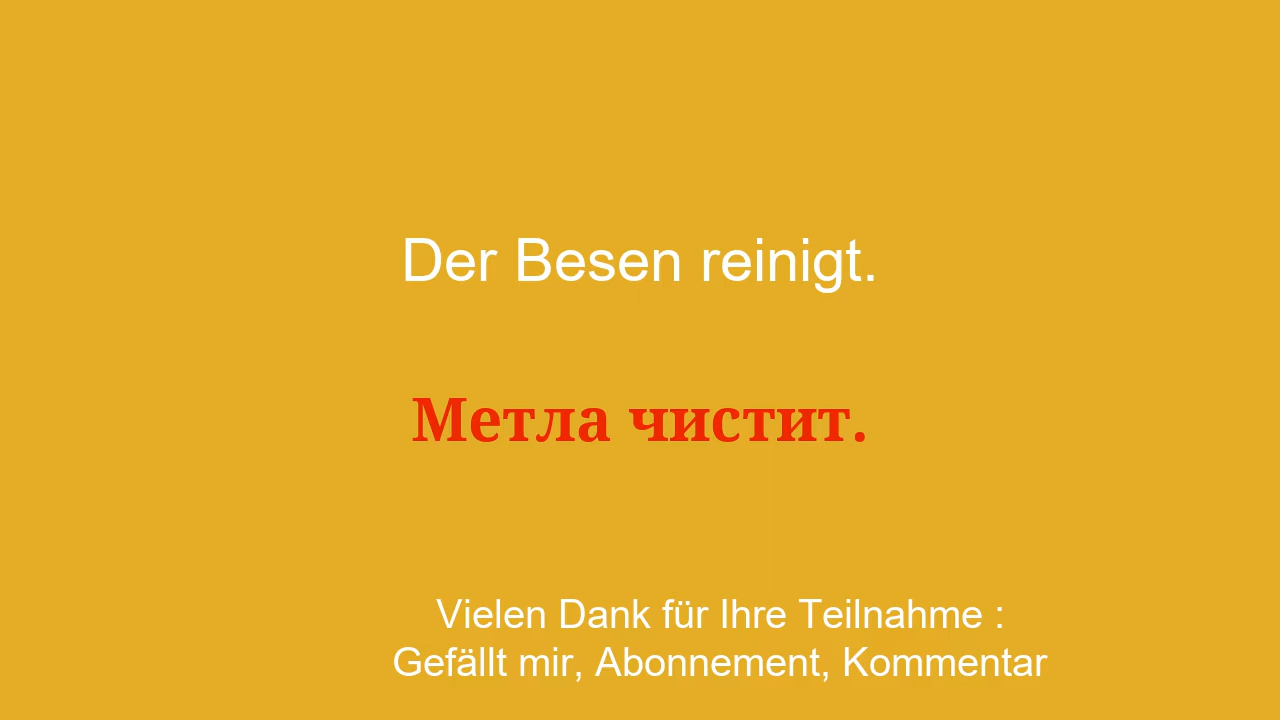 Der Besen reinigt.
Метла чистит.
Vielen Dank für Ihre Teilnahme :
Gefällt mir, Abonnement, Kommentar